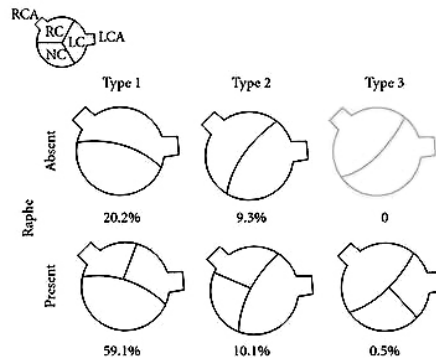 RCA
RC
LC
LCA
NC
Type 1
Type 2
Type 3
Raphe
Absent
20.2%
9.3%
0
Present
59.1%
10.1%
0.5%